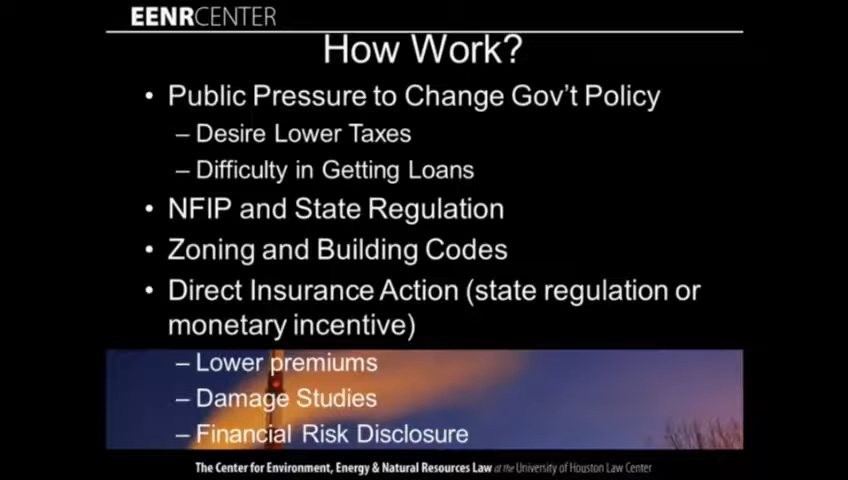 EENRCENTER
How Work?
• Public Pressure to Change Gov't Policy
– Desire Lower Taxes
– Difficulty in Getting Loans
• NFIP and State Regulation
• Zoning and Building Codes
• Direct Insurance Action (state regulation or
monetary incentive)
– Lower premiums
– Damage Studies
– Financial Risk Disclosure
The Center for Environment, Energy & Natural Resources Law at the University of Houston Law Center